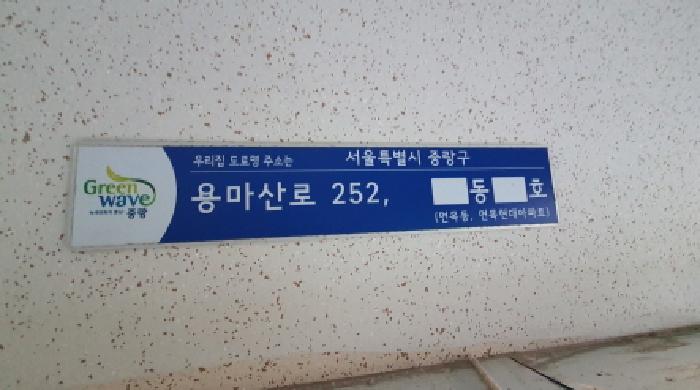 우리집 도로명 주소는 서울특별시 중랑구
Green
wave
중랑
용마산로 252, 동 호
(면목동, 면목현대아파트)